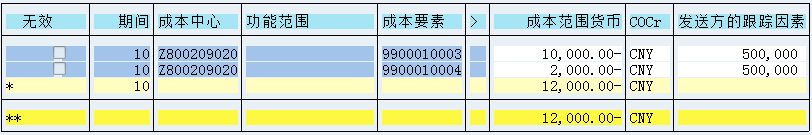 无效 期间 成本中心 功能范围 成本要素 > 成本范围货币 COCr 发送方的跟踪因素
10 Z800209020 9900010003 10,000.00- CNY 500,000
10 Z800209020 9900010004 2,000.00- CNY 500,000
* 10 12,000.00- CNY
** 12,000.00- CNY